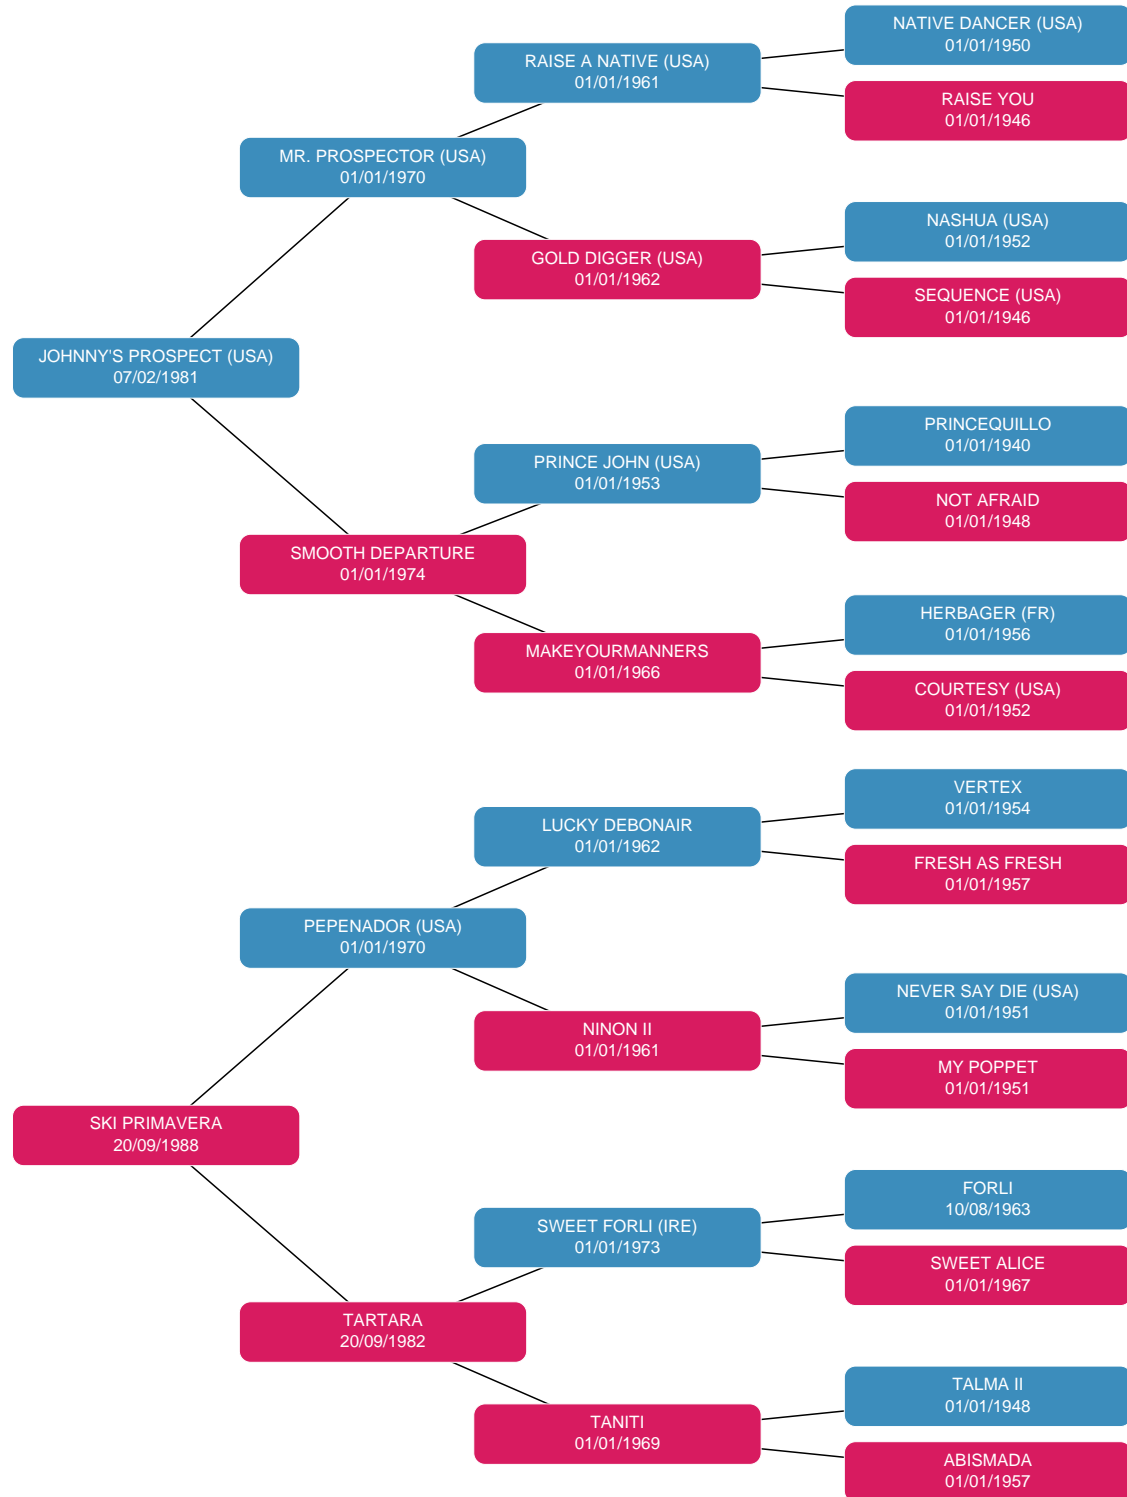 NATIVE DANCER (USA)
01/01/1950
RAISE A NATIVE (USA)
01/01/1961
RAISE YOU
01/01/1946
MR. PROSPECTOR (USA)
01/01/1970
NASHUA (USA)
01/01/1952
GOLD DIGGER (USA)
01/01/1962
SEQUENCE (USA)
01/01/1946
JOHNNY'S PROSPECT (USA)
07/02/1981
PRINCEQUILLO
01/01/1940
PRINCE JOHN (USA)
01/01/1953
NOT AFRAID
01/01/1948
SMOOTH DEPARTURE
01/01/1974
HERBAGER (FR)
01/01/1956
MAKEYOURMANNERS
01/01/1966
COURTESY (USA)
01/01/1952
VERTEX
01/01/1954
LUCKY DEBONAIR
01/01/1962
FRESH AS FRESH
01/01/1957
PEPENADOR (USA)
01/01/1970
NEVER SAY DIE (USA)
01/01/1951
NINON II
01/01/1961
MY POPPET
01/01/1951
SKI PRIMAVERA
20/09/1988
FORLI
10/08/1963
SWEET FORLI (IRE)
01/01/1973
SWEET ALICE
01/01/1967
TARTARA
20/09/1982
TALMA II
01/01/1948
TANITI
01/01/1969
ABISMADA
01/01/1957